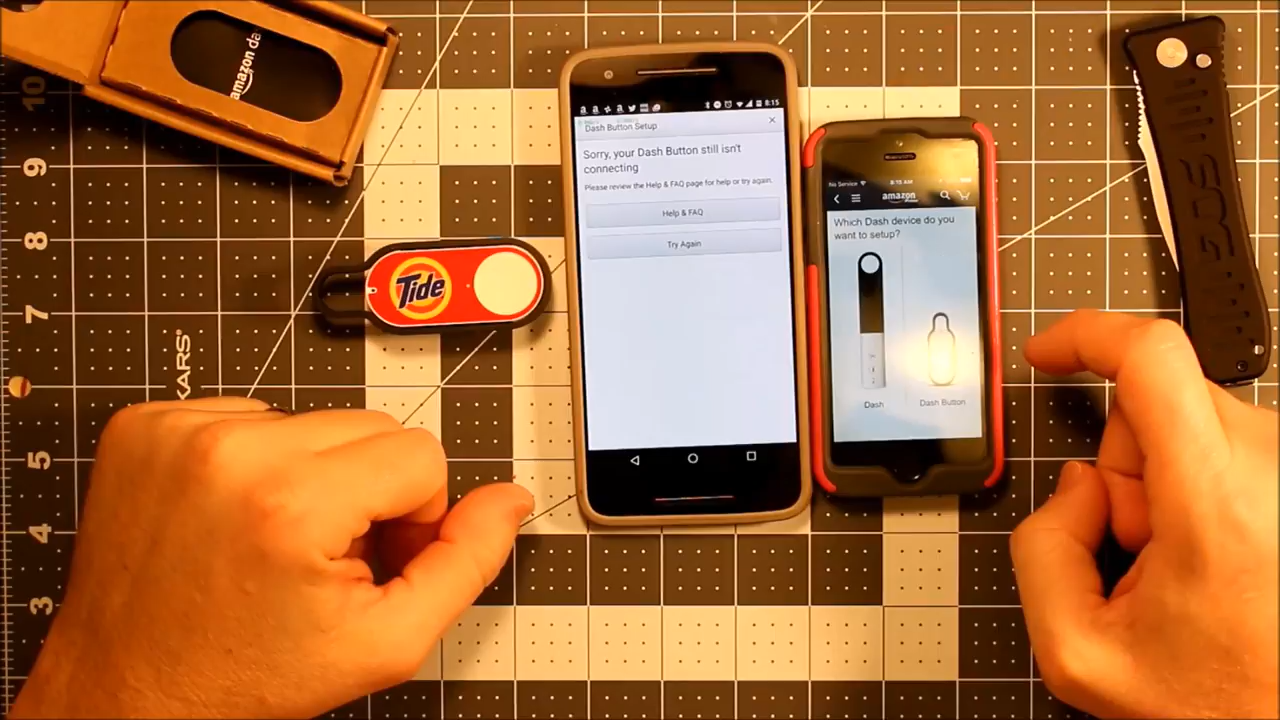 amazon da
10
9
8
7
5
4
3
KARS
Tide
8:15
Dash Button Setup
Sorry, your Dash Button still isn't
connecting
Please review the Help & FAQ page for help or try again.
Help & FAQ
Try Again
No Service
8:15 AM
amazon
Which Dash device do you
want to setup?
Dash
Dash Button
SOG